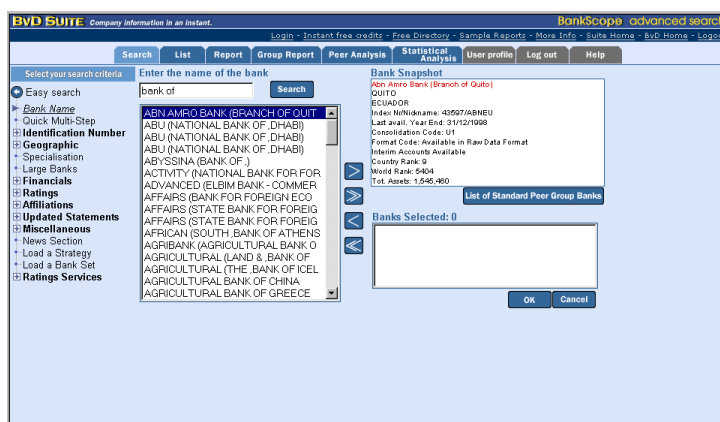 BVD SUITE Company information in an instant.
BankScope advanced search
Login - Instant free credits - Free Directory - Sample Reports - More Info - Suite Home - BvD Home - Logo
Search
List
Report
Group Report
Peer Analysis
Statistical Analysis
User profile
Log out
Help
Select your search criteria
Easy search
Bank Name
Quick Multi-Step
Identification Number
Geographic
Specialisation
Large Banks
Financials
Ratings
Affiliations
Updated Statements
Miscellaneous
News Section
Load a Strategy
Load a Bank Set
Ratings Services
Enter the name of the bank
bank of
Search
ABN AMRO BANK (BRANCH OF QUIT
ABU (NATIONAL BANK OF ,DHABI)
ABU (NATIONAL BANK OF ,DHABI)
ABU (NATIONAL BANK OF ,DHABI)
ABYSSINA (BANK OF ,)
ACTIVITY (NATIONAL BANK FOR FOR
ADVANCED (ELBIM BANK - COMMER
AFFAIRS (BANK FOR FOREIGN ECO
AFFAIRS (STATE BANK FOR FOREIG
AFFAIRS (STATE BANK FOR FOREIG
AFRICAN (SOUTH ,BANK OF ATHENS
AGRIBANK (AGRICULTURAL BANK O
AGRICULTURAL (LAND & ,BANK OF
AGRICULTURAL (THE ,BANK OF ICEL
AGRICULTURAL BANK OF CHINA
AGRICULTURAL BANK OF GREECE
Bank Snapshot
Abn Amro Bank (Branch of Quito)
QUITO
ECUADOR
Index Nr/Nickname: 43597/ABNEU
Last avail. Year End: 31/12/1998
Consolidation Code: U1
Format Code: Available in Raw Data Format
Interim Accounts Available
Country Rank: 9
World Rank: 5404
Tot. Assets: 1,545,460
List of Standard Peer Group Banks
Banks Selected: 0
OK
Cancel